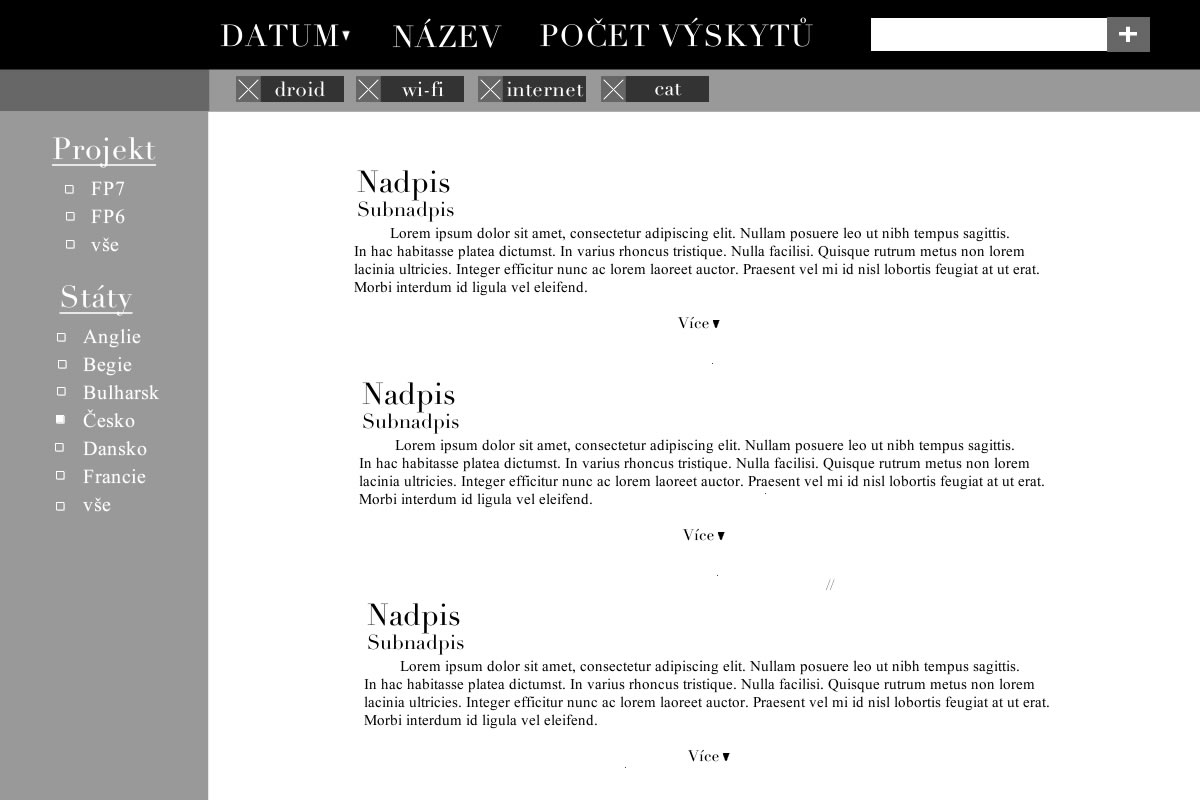 DATUM▾ NÁZEV POČET VÝSKYTŮ +
droid wi-fi internet cat
Projekt
FP7
FP6
vše
Státy
Anglie
Begie
Bulharsk
Česko
Dansko
Francie
vše
Nadpis
Subnadpis
Lorem ipsum dolor sit amet, consectetur adipiscing elit. Nullam posuere leo ut nibh tempus sagittis.
In hac habitasse platea dictumst. In varius rhoncus tristique. Nulla facilisi. Quisque rutrum metus non lorem
lacinia ultricies. Integer efficitur nunc ac lorem laoreet auctor. Praesent vel mi id nisl lobortis feugiat at ut erat.
Morbi interdum id ligula vel eleifend.
Více▾
Nadpis
Subnadpis
Lorem ipsum dolor sit amet, consectetur adipiscing elit. Nullam posuere leo ut nibh tempus sagittis.
In hac habitasse platea dictumst. In varius rhoncus tristique. Nulla facilisi. Quisque rutrum metus non lorem
lacinia ultricies. Integer efficitur nunc ac lorem laoreet auctor. Praesent vel mi id nisl lobortis feugiat at ut erat.
Morbi interdum id ligula vel eleifend.
Více▾
//
Nadpis
Subnadpis
Lorem ipsum dolor sit amet, consectetur adipiscing elit. Nullam posuere leo ut nibh tempus sagittis.
In hac habitasse platea dictumst. In varius rhoncus tristique. Nulla facilisi. Quisque rutrum metus non lorem
lacinia ultricies. Integer efficitur nunc ac lorem laoreet auctor. Praesent vel mi id nisl lobortis feugiat at ut erat.
Morbi interdum id ligula vel eleifend.
Více▾